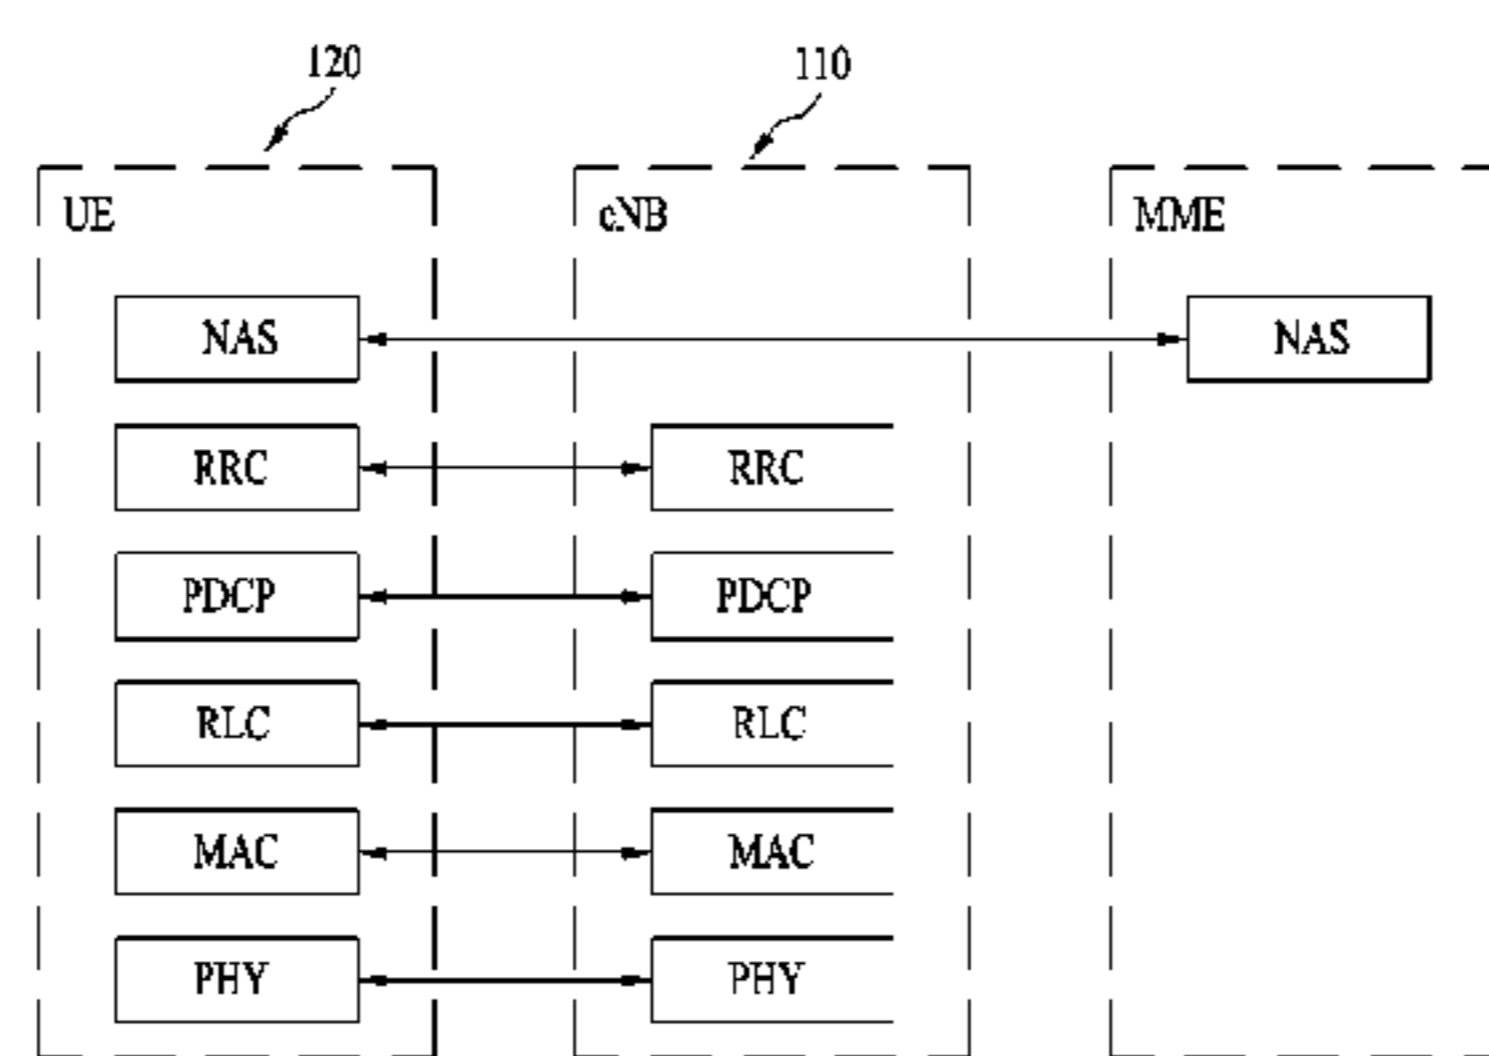 120 110
UE eNB MME
NAS NAS
RRC RRC
PDCP PDCP
RLC RLC
MAC MAC
PHY PHY